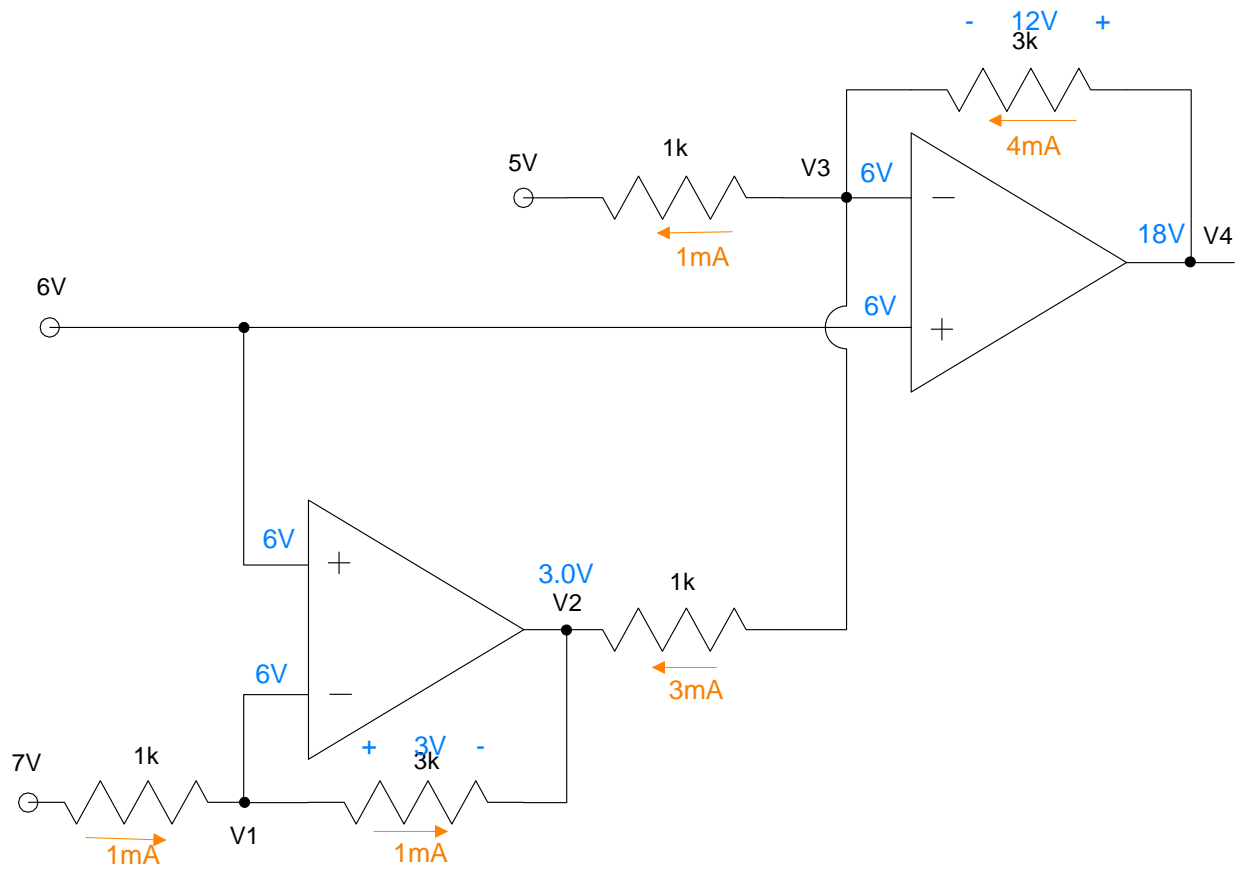 - 12V +
3k
4mA
5V
1k
V3
6V
−
1mA
18V
V4
6V
6V
+
6V
+
3.0V
V2
1k
6V
−
3mA
+ 3V -
3k
7V
1k
V1
1mA
1mA